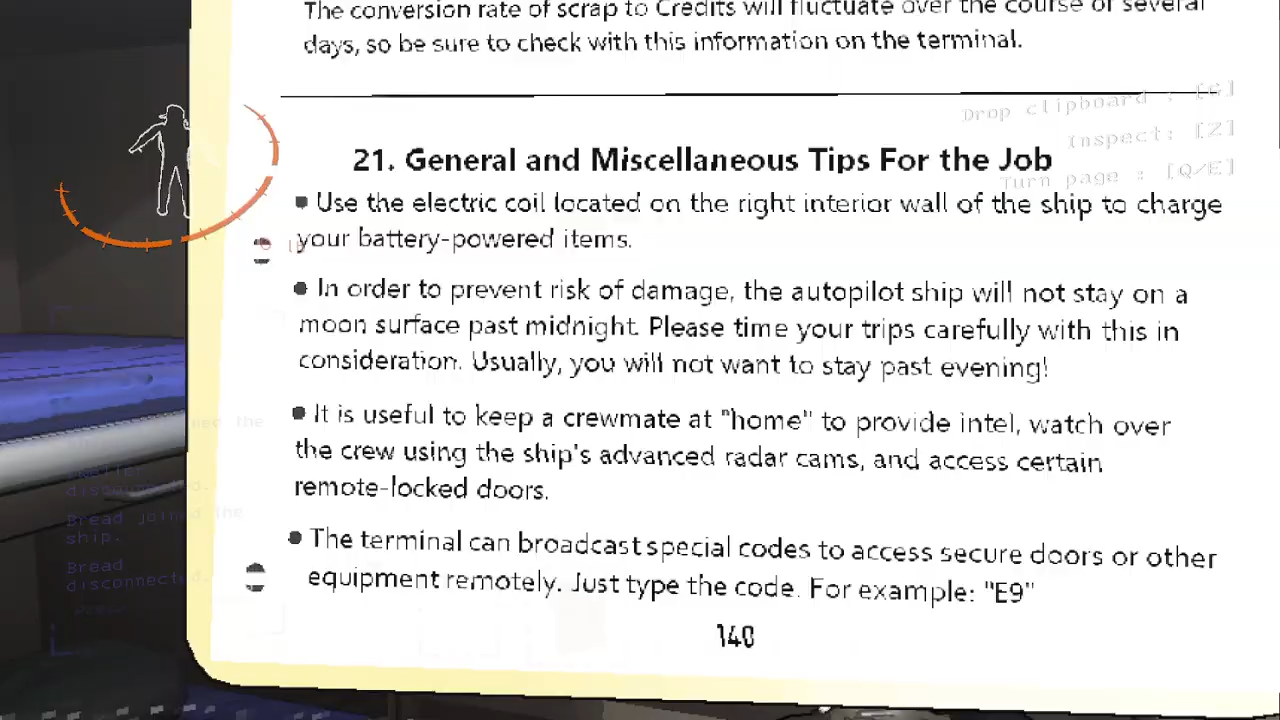 The conversion rate of scrap to Credits will fluctuate over the course of several
days, so be sure to check with this information on the terminal.
Drop clipboard : [G]
Inspect: [Z]
Turn page : [Q/E]
21. General and Miscellaneous Tips For the Job
• Use the electric coil located on the right interior wall of the ship to charge
your battery-powered items.
• In order to prevent risk of damage, the autopilot ship will not stay on a
moon surface past midnight. Please time your trips carefully with this in
consideration. Usually, you will not want to stay past evening!
• It is useful to keep a crewmate at "home" to provide intel, watch over
the crew using the ship's advanced radar cams, and access certain
remote-locked doors.
• The terminal can broadcast special codes to access secure doors or other
equipment remotely. Just type the code. For example: "E9"
140
the
disconnected.
Bread joined the
ship.
Bread
disconnected.